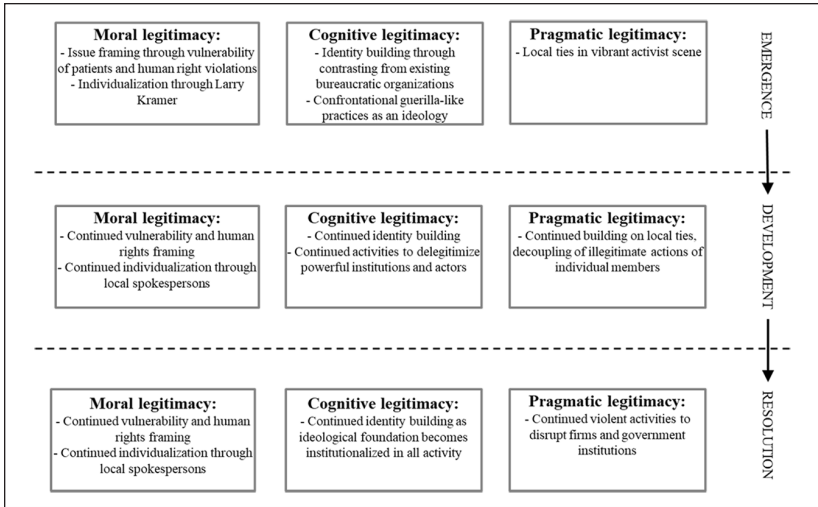 Moral legitimacy:
- Issue framing through vulnerability
of patients and human right violations
- Individualization through Larry
Kramer
Cognitive legitimacy:
- Identity building through
contrasting from existing
bureaucratic organizations
- Confrontational guerilla-like
practices as an ideology
Pragmatic legitimacy:
- Local ties in vibrant activist scene
EMERGENCE
Moral legitimacy:
- Continued vulnerability and human
rights framing
- Continued individualization through
local spokespersons
Cognitive legitimacy:
- Continued identity building
- Continued activities to delegitimize
powerful institutions and actors
Pragmatic legitimacy:
- Continued building on local ties,
decoupling of illegitimate actions of
individual members
DEVELOPMENT
Moral legitimacy:
- Continued vulnerability and human
rights framing
- Continued individualization through
local spokespersons
Cognitive legitimacy:
- Continued identity building as
ideological foundation becomes
institutionalized in all activity
Pragmatic legitimacy:
- Continued violent activities to
disrupt firms and government
institutions
RESOLUTION